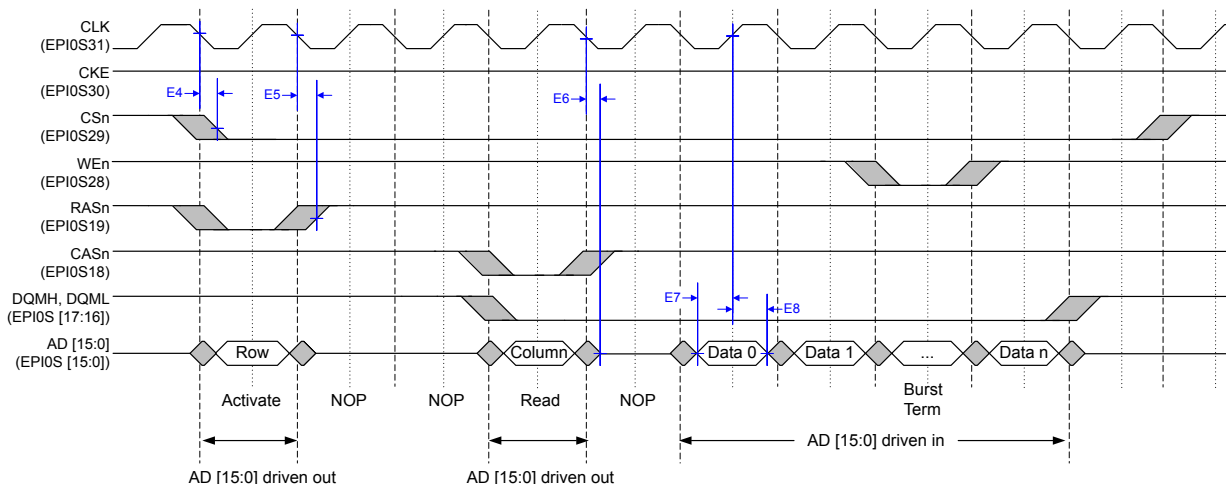 CLK
(EPI0S31)
CKE
(EPI0S30)
E4
E5
E6
CSn
(EPI0S29)
WEn
(EPI0S28)
RASn
(EPI0S19)
CASn
(EPI0S18)
DQMH, DQML
(EPI0S [17:16])
E7
E8
AD [15:0]
(EPI0S [15:0])
Row
Column
Data 0
Data 1
...
Data n
Activate
NOP
NOP
Read
NOP
Burst
Term
AD [15:0] driven in
AD [15:0] driven out
AD [15:0] driven out